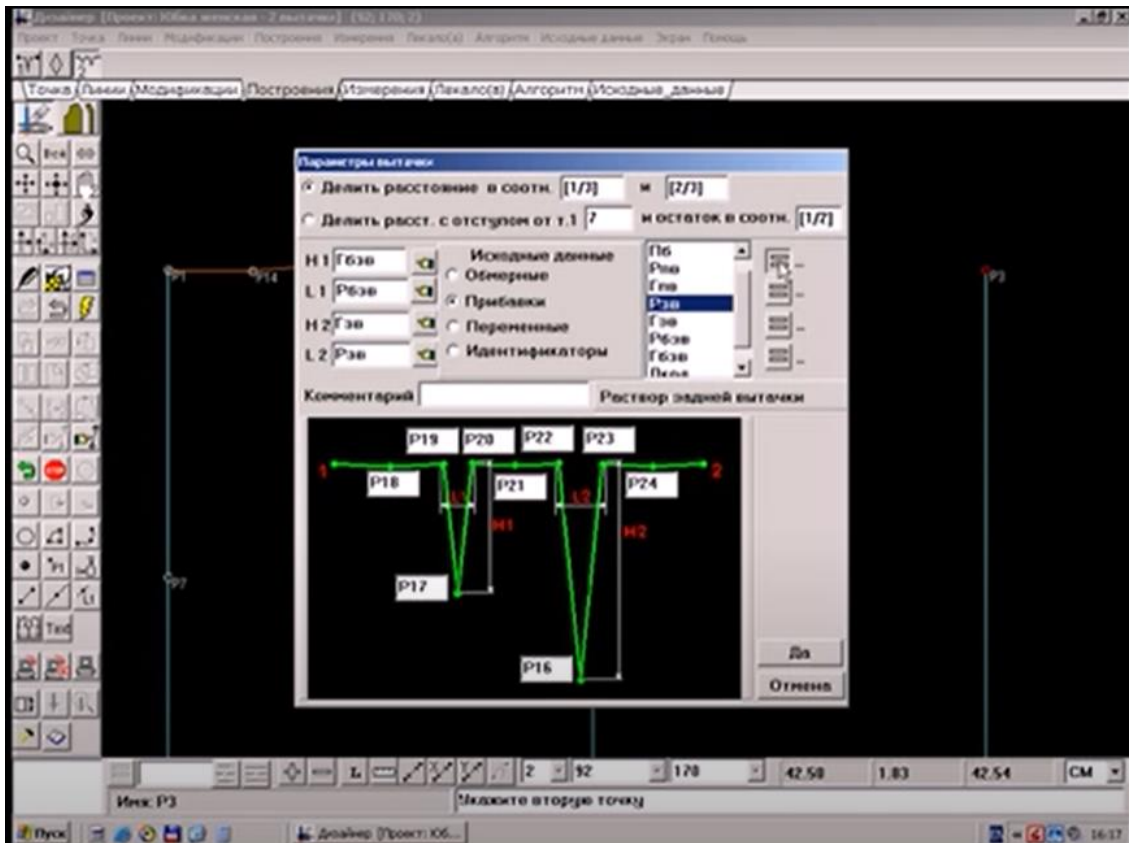 Дизайнер [Проект: Юбка женская - 2 вытачки] (92; 170; 2)
Проект Точка Линии Модификации Построения Измерения Лекало(а) Алгоритм Исходные данные Экран Помощь
Точка Линии Модификации Построения Измерения Лекало(а) Алгоритм Исходные_данные
Все
Параметры вытачки
Делить расстояние в соотн. [1/3] и [2/3]
Делить расст. с отступом от т.1 7 и остаток в соотн. [1/2]
H 1 Гбзв
L 1 Рбзв
H 2 Гзв
L 2 Рзв
Исходные данные
Обмерные
Прибавки
Переменные
Идентификаторы
Пб
Рпв
Гпв
Рзв
Гзв
Рбзв
Гбзв
Комментарий
Раствор задней вытачки
P19 P20 P22 P23
1 P18 P21 P24 2
L1 L2
H1 H2
P17
P16
Да
Отмена
P1 P14 P3
P7
Text
L 2 92 170 42.50 1.83 42.54 СМ
Имя: P3 Укажите вторую точку
Пуск Дизайнер [Проект: Юб... 16:17